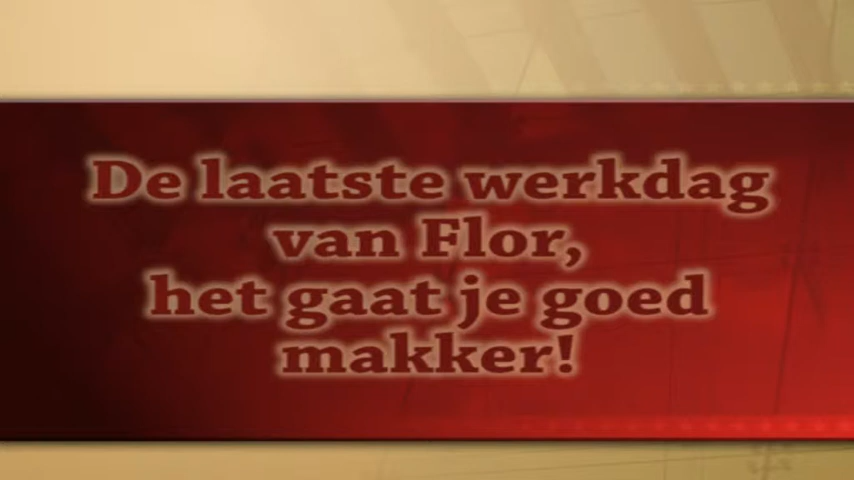 De laatste werkdag
van Flor,
het gaat je goed
makker!